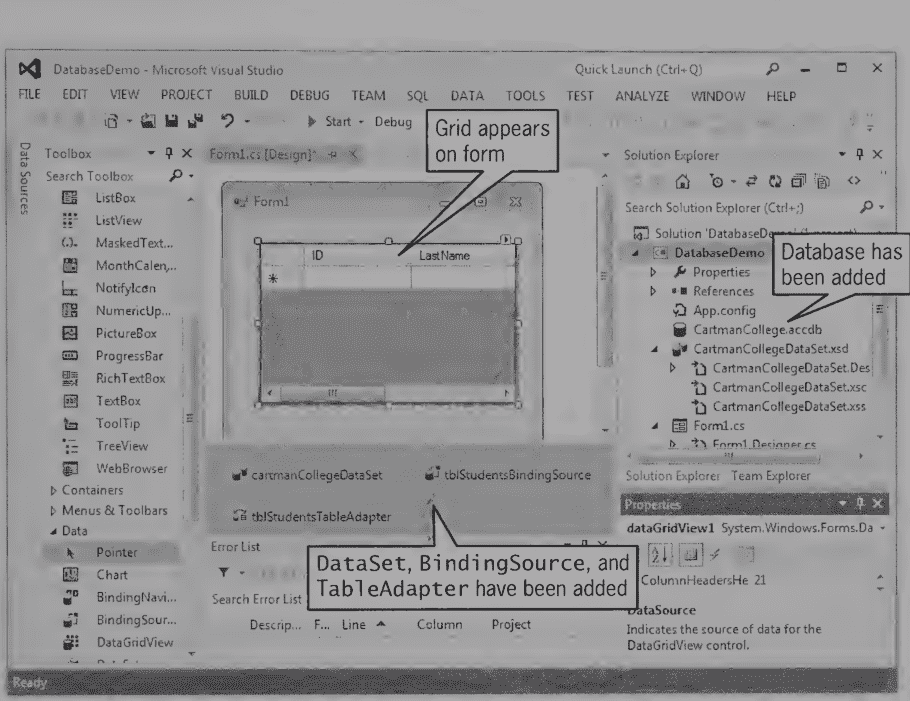 DatabaseDemo - Microsoft Visual Studio
Quick Launch (Ctrl+Q)
FILE EDIT VIEW PROJECT BUILD DEBUG TEAM SQL DATA TOOLS TEST ANALYZE WINDOW HELP
Start Debug
Grid appears
on form
Data Sources
Toolbox
Search Toolbox
ListBox
ListView
MaskedText...
MonthCalen...
NotifyIcon
NumericUp...
PictureBox
ProgressBar
RichTextBox
TextBox
ToolTip
TreeView
WebBrowser
Containers
Menus & Toolbars
Data
Pointer
Chart
BindingNavi...
BindingSour...
DataGridView
Form1.cs [Design]*
Form1
ID LastName
cartmanCollegeDataSet
tblStudentsBindingSource
tblStudentsTableAdapter
DataSet, BindingSource, and
TableAdapter have been added
Error List
Search Error List
Descrip... F... Line Column Project
Solution Explorer
Search Solution Explorer (Ctrl+;)
Solution
DatabaseDemo
Database has
been added
Properties
References
App.config
CartmanCollege.accdb
CartmanCollegeDataSet.xsd
CartmanCollegeDataSet.Des
CartmanCollegeDataSet.xsc
CartmanCollegeDataSet.xss
Form1.cs
Form1.Designer.cs
Solution Explorer Team Explorer
Properties
dataGridView1 System.Windows.Forms.Da
ColumnHeadersHe 21
DataSource
Indicates the source of data for the
DataGridView control.
Ready